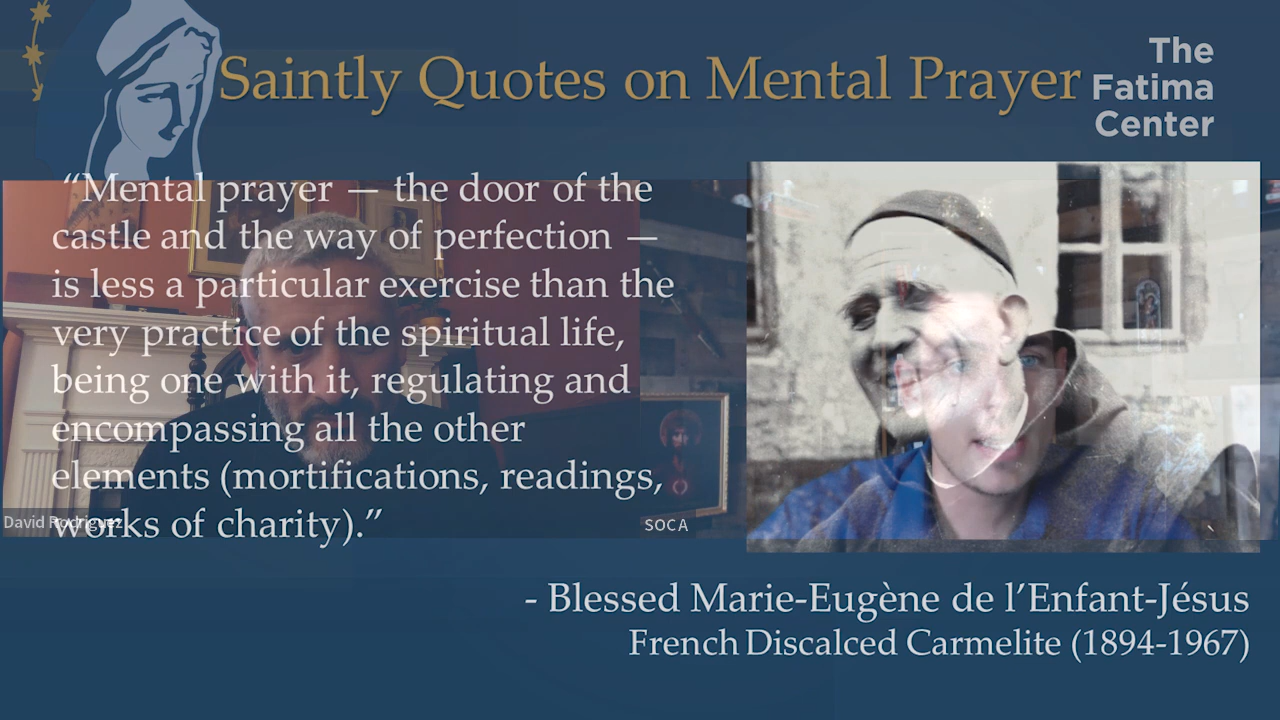 Saintly Quotes on Mental Prayer
The
Fatima
Center
“Mental prayer — the door of the
castle and the way of perfection —
is less a particular exercise than the
very practice of the spiritual life,
being one with it, regulating and
encompassing all the other
elements (mortifications, readings,
works of charity).”
David Rodriguez
SOCA
- Blessed Marie-Eugène de l’Enfant-Jésus
French Discalced Carmelite (1894-1967)